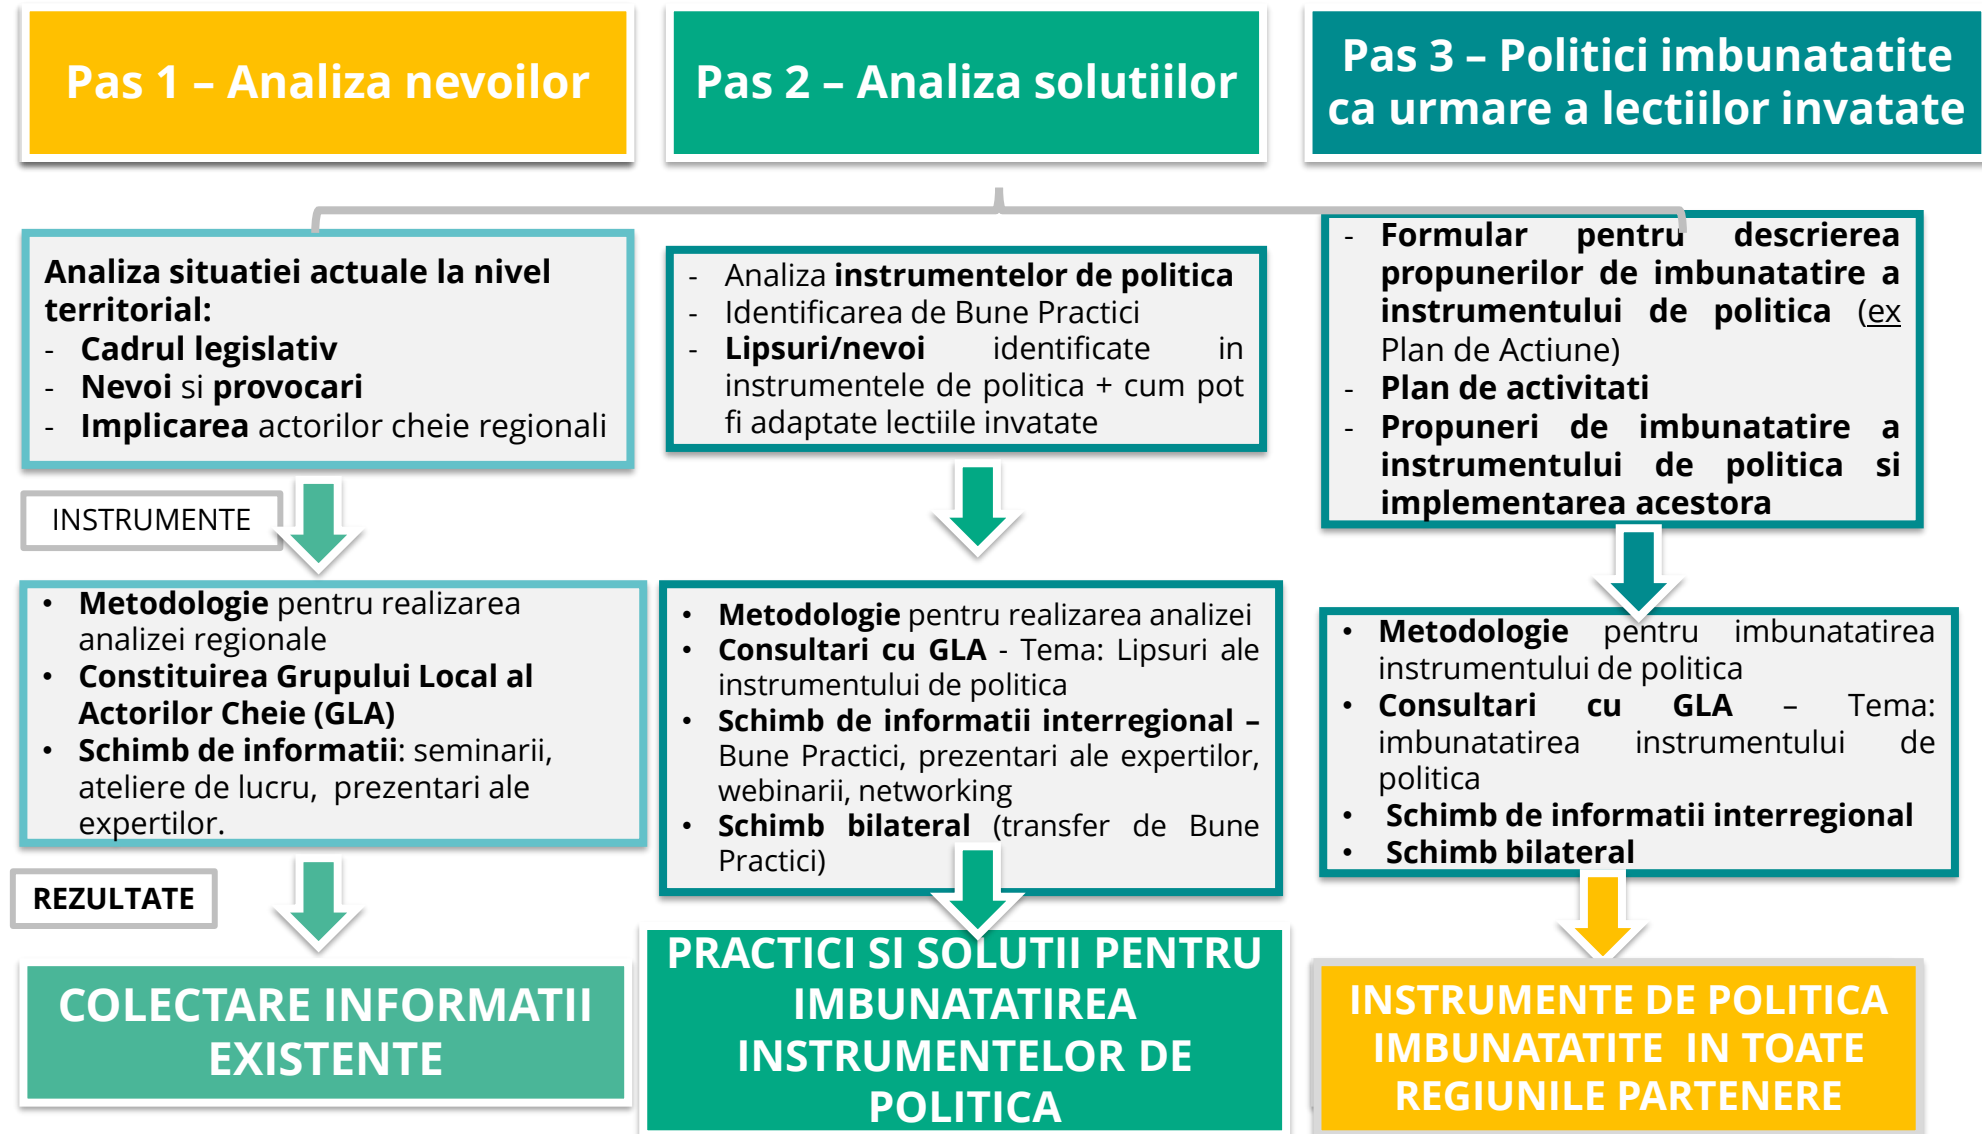 Pas 1 – Analiza nevoilor
Pas 2 – Analiza solutiilor
Pas 3 – Politici imbunatatite
ca urmare a lectiilor invatate
Analiza situatiei actuale la nivel
territorial:
- Cadrul legislativ
- Nevoi si provocari
- Implicarea actorilor cheie regionali
- Analiza instrumentelor de politica
- Identificarea de Bune Practici
- Lipsuri/nevoi identificate in
instrumentele de politica + cum pot
fi adaptate lectiile invatate
- Formular pentru descrierea
propunerilor de imbunatatire a
instrumentului de politica (ex
Plan de Actiune)
- Plan de activitati
- Propuneri de imbunatatire a
instrumentului de politica si
implementarea acestora
INSTRUMENTE
• Metodologie pentru realizarea
analizei regionale
• Constituirea Grupului Local al
Actorilor Cheie (GLA)
• Schimb de informatii: seminarii,
ateliere de lucru, prezentari ale
expertilor.
• Metodologie pentru realizarea analizei
• Consultari cu GLA - Tema: Lipsuri ale
instrumentului de politica
• Schimb de informatii interregional –
Bune Practici, prezentari ale expertilor,
webinarii, networking
• Schimb bilateral (transfer de Bune
Practici)
• Metodologie pentru imbunatatirea
instrumentului de politica
• Consultari cu GLA – Tema:
imbunatatirea instrumentului de
politica
• Schimb de informatii interregional
• Schimb bilateral
REZULTATE
COLECTARE INFORMATII
EXISTENTE
PRACTICI SI SOLUTII PENTRU
IMBUNATATIREA
INSTRUMENTELOR DE
POLITICA
INSTRUMENTE DE POLITICA
IMBUNATATITE IN TOATE
REGIUNILE PARTENERE